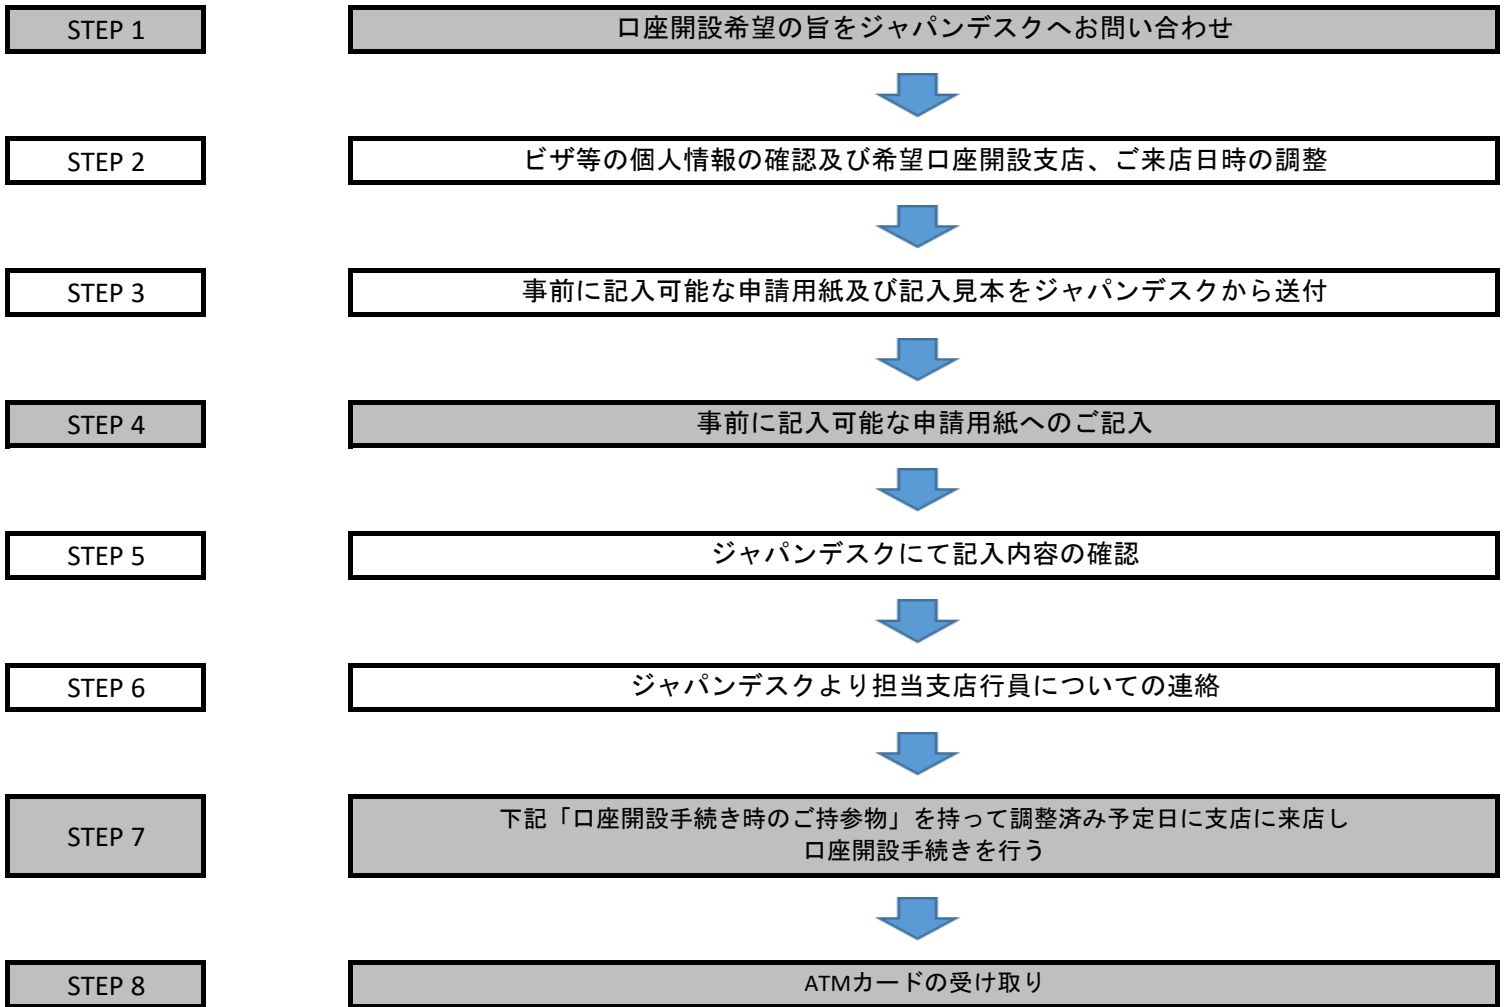 STEP 1
口座開設希望の旨をジャパンデスクへお問い合わせ
STEP 2
ビザ等の個人情報の確認及び希望口座開設支店、ご来店日時の調整
STEP 3
事前に記入可能な申請用紙及び記入見本をジャパンデスクから送付
STEP 4
事前に記入可能な申請用紙へのご記入
STEP 5
ジャパンデスクにて記入内容の確認
STEP 6
ジャパンデスクより担当支店行員についての連絡
STEP 7
下記「口座開設手続き時のご持参物」を持って調整済み予定日に支店に来店し
口座開設手続きを行う
STEP 8
ATMカードの受け取り